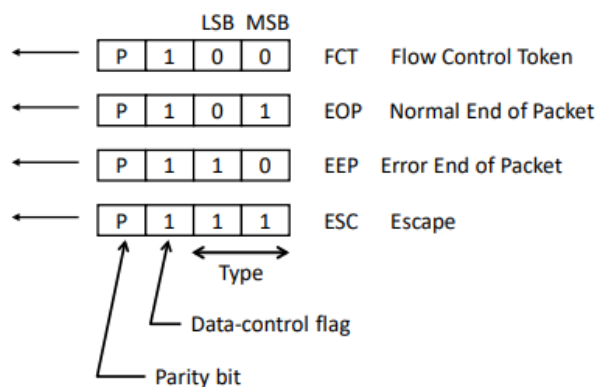 LSB MSB
P 1 0 0 FCT Flow Control Token
P 1 0 1 EOP Normal End of Packet
P 1 1 0 EEP Error End of Packet
P 1 1 1 ESC Escape
Type
Data-control flag
Parity bit